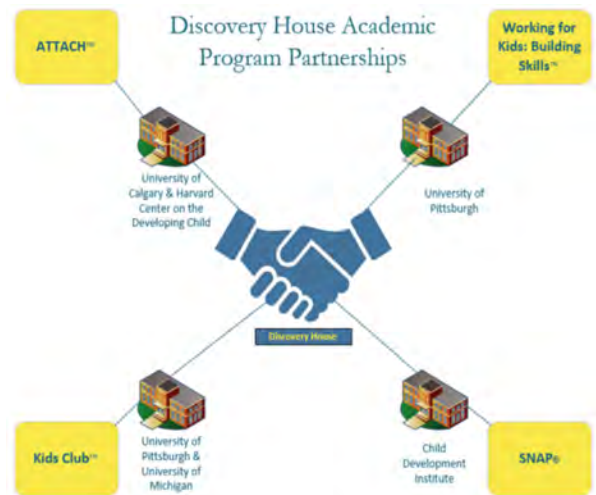 Discovery House Academic
Program Partnerships
ATTACH™
Working for
Kids: Building
Skills™
University of
Calgary & Harvard
Center on the
Developing Child
University of
Pittsburgh
Discovery House
Kids Club™
University of
Pittsburgh &
University of
Michigan
Child
Development
Institute
SNAP®